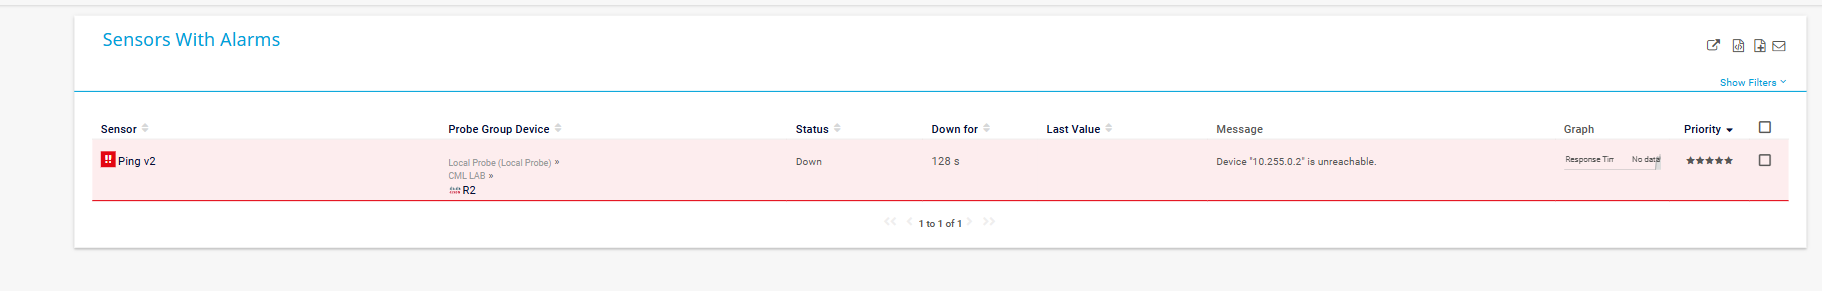 Sensors With Alarms
Show Filters
Sensor Probe Group Device Status Down for Last Value Message Graph Priority
Ping v2 Local Probe (Local Probe) » Down 128 s Device "10.255.0.2" is unreachable. Response Tim No data ★★★★★
CML LAB »
R2
1 to 1 of 1